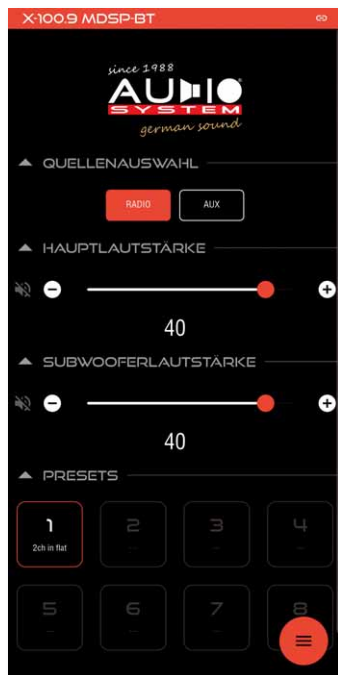 X-100.9 MDSP-BT
since 1988
AUDIO
SYSTEM
german sound
QUELLENAUSWAHL
RADIO AUX
HAUPTLAUTSTÄRKE
40
SUBWOOFERLAUTSTÄRKE
40
PRESETS
1 2 3 4
2ch in flat -- -- --
5 6 7 8
-- -- --